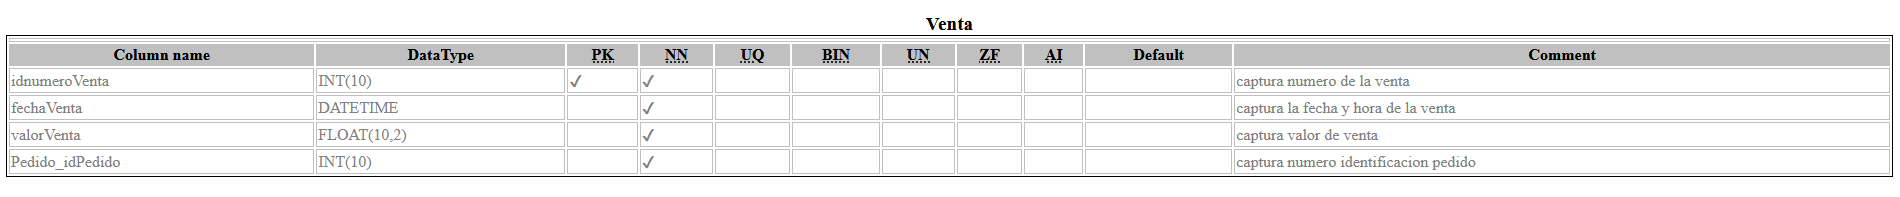 Venta
Column name DataType PK NN UQ BIN UN ZF AI Default Comment
idnumeroVenta INT(10) ✓ ✓ captura numero de la venta
fechaVenta DATETIME ✓ captura la fecha y hora de la venta
valorVenta FLOAT(10,2) ✓ captura valor de venta
Pedido_idPedido INT(10) ✓ captura numero identificacion pedido